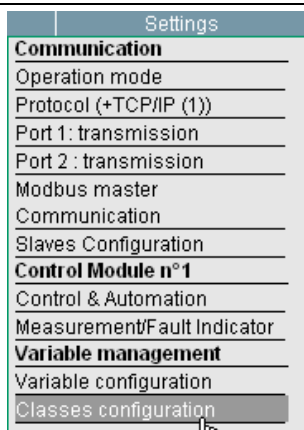 Settings
Communication
Operation mode
Protocol (+TCP/IP (1))
Port 1: transmission
Port 2 : transmission
Modbus master
Communication
Slaves Configuration
Control Module n°1
Control & Automation
Measurement/Fault Indicator
Variable management
Variable configuration
Classes configuration